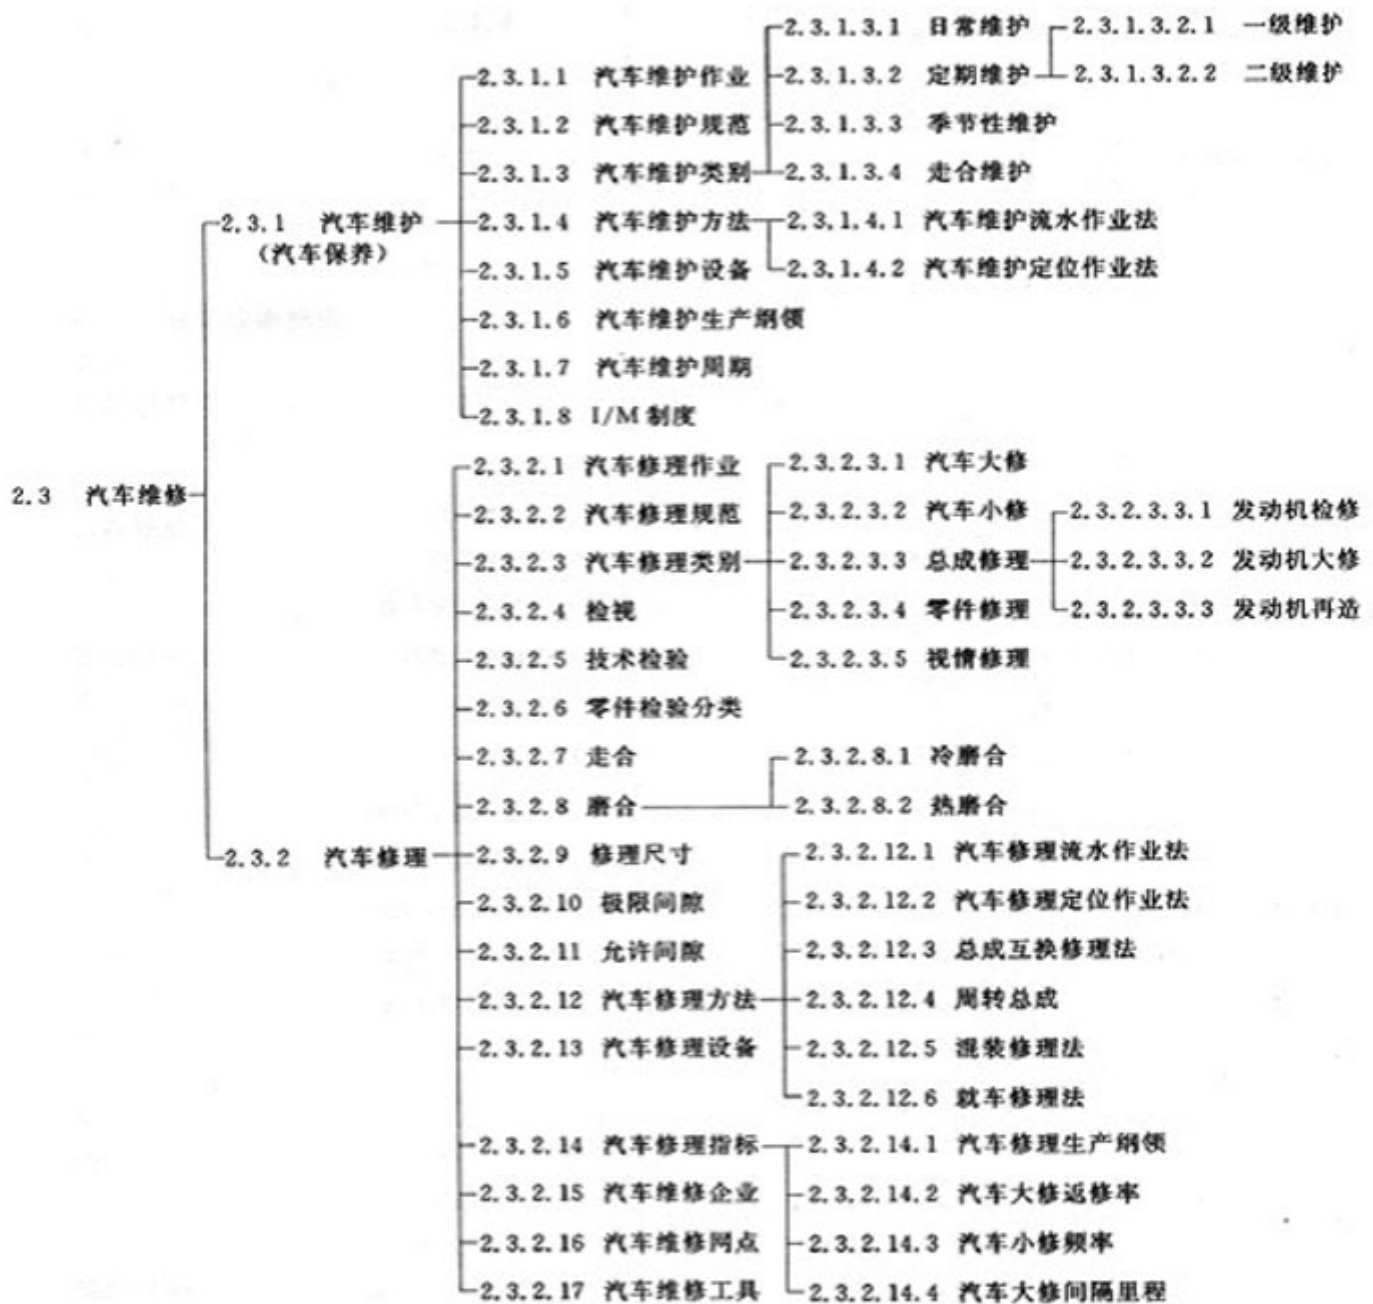 2.3 汽车维修
2.3.1 汽车维护
（汽车保养）
2.3.1.1 汽车维护作业
2.3.1.2 汽车维护规范
2.3.1.3 汽车维护类别
2.3.1.3.1 日常维护
2.3.1.3.2 定期维护
2.3.1.3.2.1 一级维护
2.3.1.3.2.2 二级维护
2.3.1.3.3 季节性维护
2.3.1.3.4 走合维护
2.3.1.4 汽车维护方法
2.3.1.4.1 汽车维护流水作业法
2.3.1.4.2 汽车维护定位作业法
2.3.1.5 汽车维护设备
2.3.1.6 汽车维护生产纲领
2.3.1.7 汽车维护周期
2.3.1.8 I/M 制度
2.3.2 汽车修理
2.3.2.1 汽车修理作业
2.3.2.2 汽车修理规范
2.3.2.3 汽车修理类别
2.3.2.3.1 汽车大修
2.3.2.3.2 汽车小修
2.3.2.3.3 总成修理
2.3.2.3.3.1 发动机检修
2.3.2.3.3.2 发动机大修
2.3.2.3.3.3 发动机再造
2.3.2.3.4 零件修理
2.3.2.3.5 视情修理
2.3.2.4 检视
2.3.2.5 技术检验
2.3.2.6 零件检验分类
2.3.2.7 走合
2.3.2.8 磨合
2.3.2.8.1 冷磨合
2.3.2.8.2 热磨合
2.3.2.9 修理尺寸
2.3.2.10 极限间隙
2.3.2.11 允许间隙
2.3.2.12 汽车修理方法
2.3.2.12.1 汽车修理流水作业法
2.3.2.12.2 汽车修理定位作业法
2.3.2.12.3 总成互换修理法
2.3.2.12.4 周转总成
2.3.2.12.5 混装修理法
2.3.2.12.6 就车修理法
2.3.2.13 汽车修理设备
2.3.2.14 汽车修理指标
2.3.2.14.1 汽车修理生产纲领
2.3.2.14.2 汽车大修返修率
2.3.2.14.3 汽车小修频率
2.3.2.14.4 汽车大修间隔里程
2.3.2.15 汽车维修企业
2.3.2.16 汽车维修网点
2.3.2.17 汽车维修工具